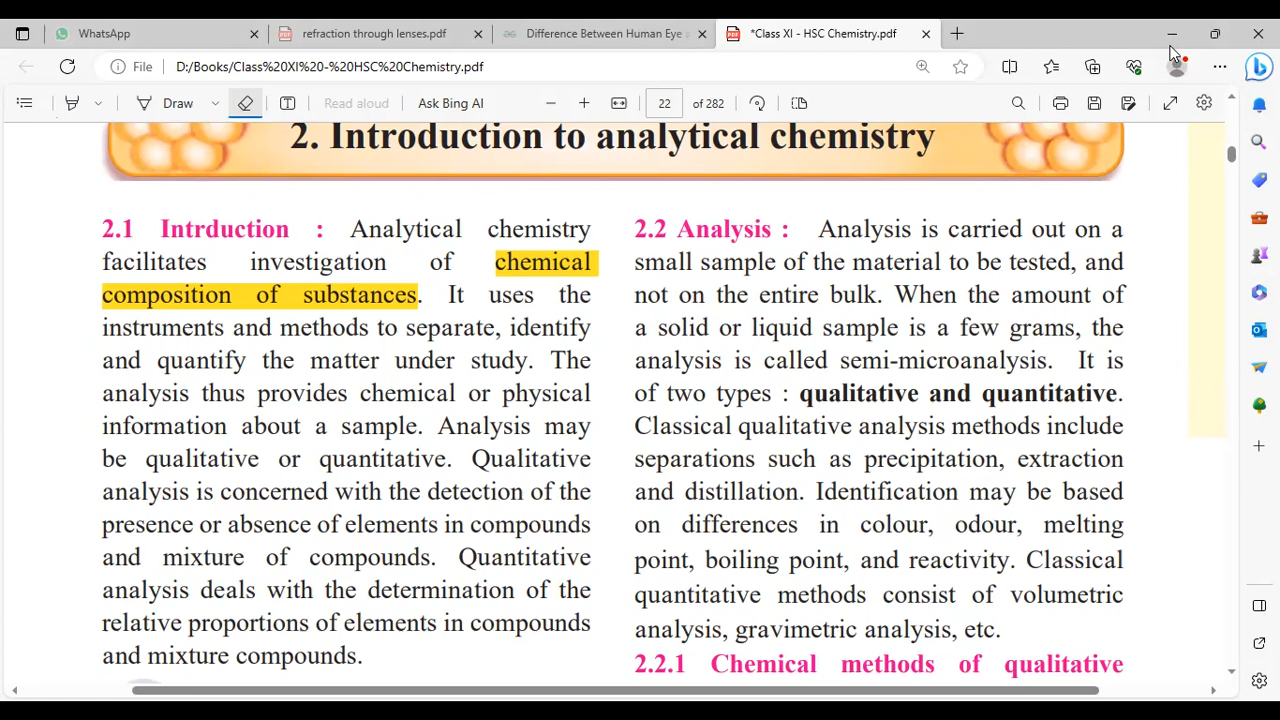 WhatsApp
refraction through lenses.pdf
Difference Between Human Eye
*Class XI - HSC Chemistry.pdf
File
D:/Books/Class%20XI%20-%20HSC%20Chemistry.pdf
Draw
Read aloud
Ask Bing AI
22
of 282
2. Introduction to analytical chemistry
2.1 Intrduction : Analytical chemistry
facilitates investigation of chemical
composition of substances. It uses the
instruments and methods to separate, identify
and quantify the matter under study. The
analysis thus provides chemical or physical
information about a sample. Analysis may
be qualitative or quantitative. Qualitative
analysis is concerned with the detection of the
presence or absence of elements in compounds
and mixture of compounds. Quantitative
analysis deals with the determination of the
relative proportions of elements in compounds
and mixture compounds.
2.2 Analysis : Analysis is carried out on a
small sample of the material to be tested, and
not on the entire bulk. When the amount of
a solid or liquid sample is a few grams, the
analysis is called semi-microanalysis. It is
of two types : qualitative and quantitative.
Classical qualitative analysis methods include
separations such as precipitation, extraction
and distillation. Identification may be based
on differences in colour, odour, melting
point, boiling point, and reactivity. Classical
quantitative methods consist of volumetric
analysis, gravimetric analysis, etc.
2.2.1 Chemical methods of qualitative